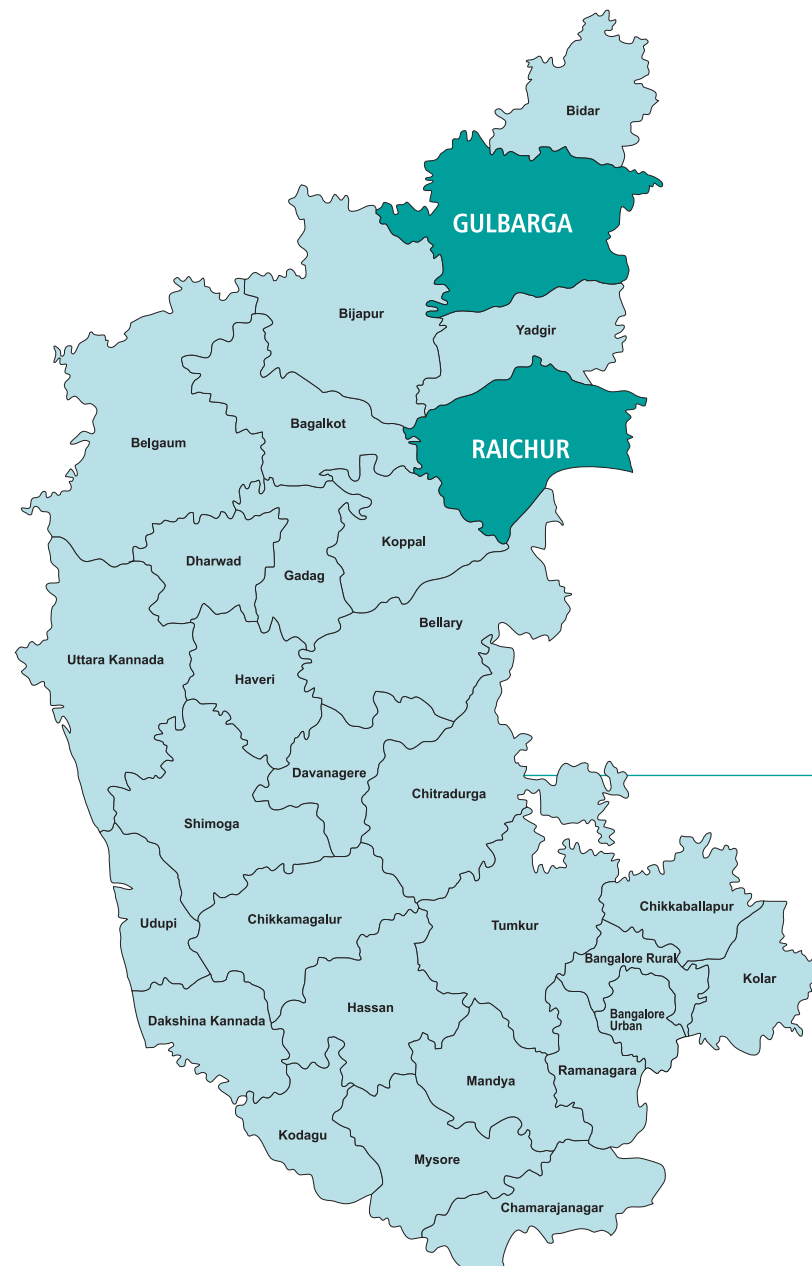 Bidar
GULBARGA
Bijapur
Yadgir
Bagalkot
Belgaum
RAICHUR
Koppal
Dharwad
Gadag
Bellary
Uttara Kannada
Haveri
Davanagere
Chitradurga
Shimoga
Chikkaballapur
Udupi
Chikkamagalur
Tumkur
Bangalore Rural
Kolar
Hassan
Dakshina Kannada
Bangalore
Urban
Ramanagara
Mandya
Kodagu
Mysore
Chamarajanagar